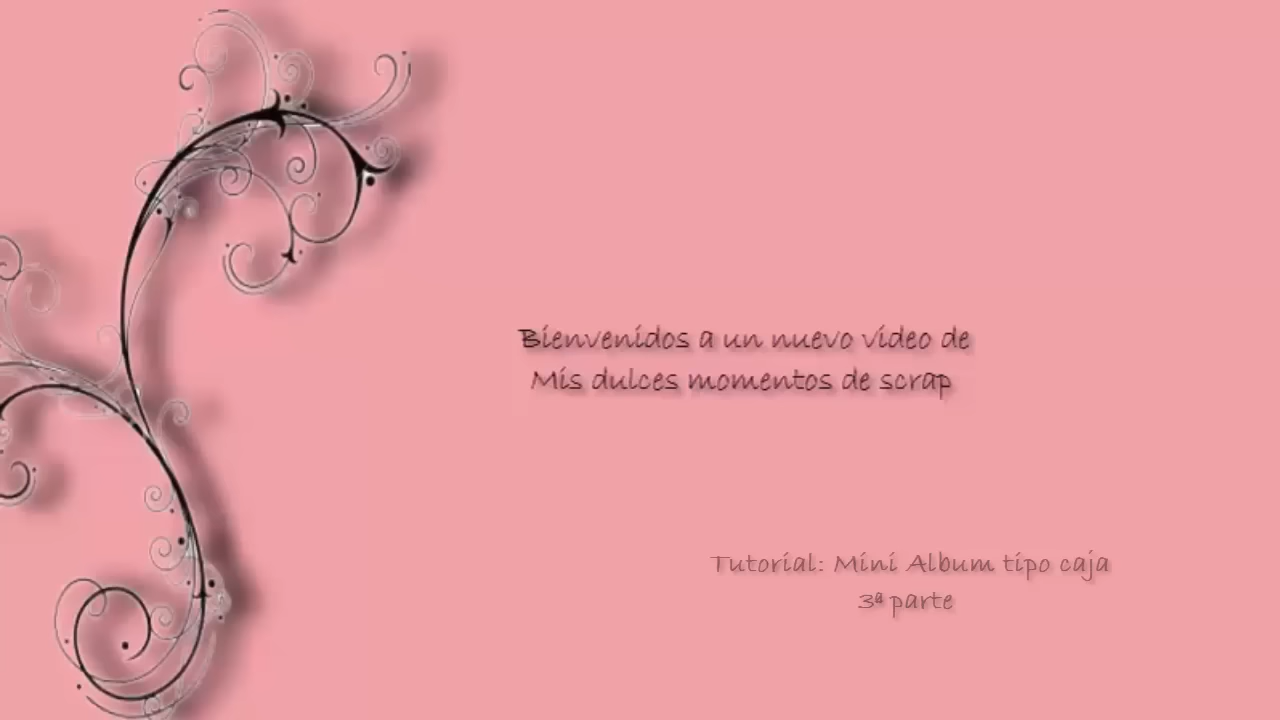 Bienvenidos a un nuevo video de
Mis dulces momentos de scrap
Tutorial: Mini Album tipo caja
3ª parte